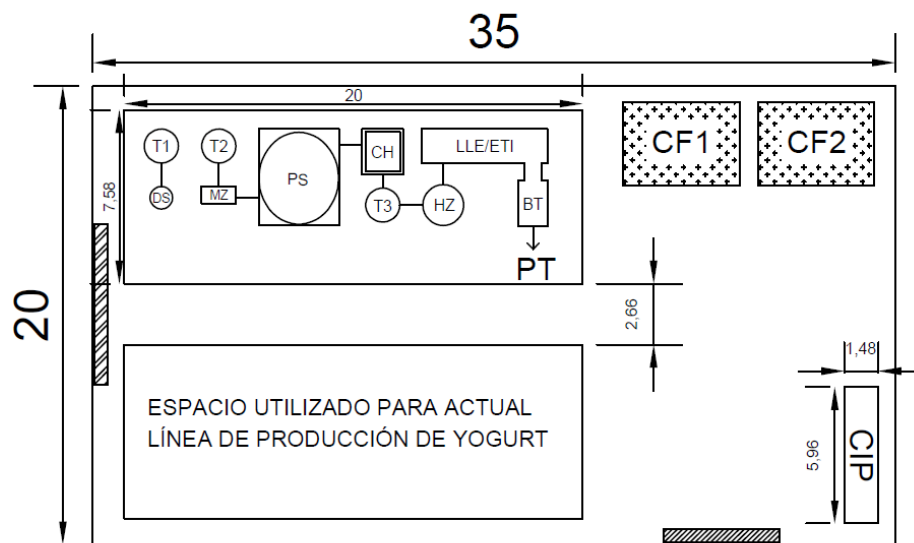 35
20
T1
T2
CH
LLE/ETI
CF1
CF2
DS
MZ
PS
T3
HZ
BT
PT
7,58
20
2,66
1,48
ESPACIO UTILIZADO PARA ACTUAL
LÍNEA DE PRODUCCIÓN DE YOGURT
5,96
CIP